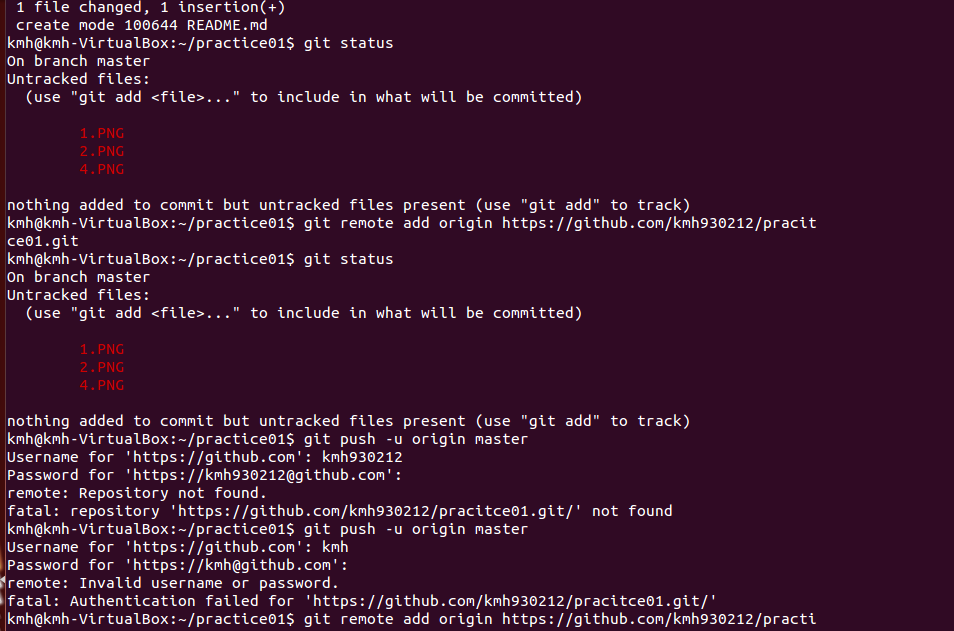 1 file changed, 1 insertion(+)
 create mode 100644 README.md
kmh@kmh-VirtualBox:~/practice01$ git status
On branch master
Untracked files:
  (use "git add <file>..." to include in what will be committed)

        1.PNG
        2.PNG
        4.PNG

nothing added to commit but untracked files present (use "git add" to track)
kmh@kmh-VirtualBox:~/practice01$ git remote add origin https://github.com/kmh930212/pracit
ce01.git
kmh@kmh-VirtualBox:~/practice01$ git status
On branch master
Untracked files:
  (use "git add <file>..." to include in what will be committed)

        1.PNG
        2.PNG
        4.PNG

nothing added to commit but untracked files present (use "git add" to track)
kmh@kmh-VirtualBox:~/practice01$ git push -u origin master
Username for 'https://github.com': kmh930212
Password for 'https://kmh930212@github.com':
remote: Repository not found.
fatal: repository 'https://github.com/kmh930212/pracitce01.git/' not found
kmh@kmh-VirtualBox:~/practice01$ git push -u origin master
Username for 'https://github.com': kmh
Password for 'https://kmh@github.com':
remote: Invalid username or password.
fatal: Authentication failed for 'https://github.com/kmh930212/pracitce01.git/'
kmh@kmh-VirtualBox:~/practice01$ git remote add origin https://github.com/kmh930212/practi